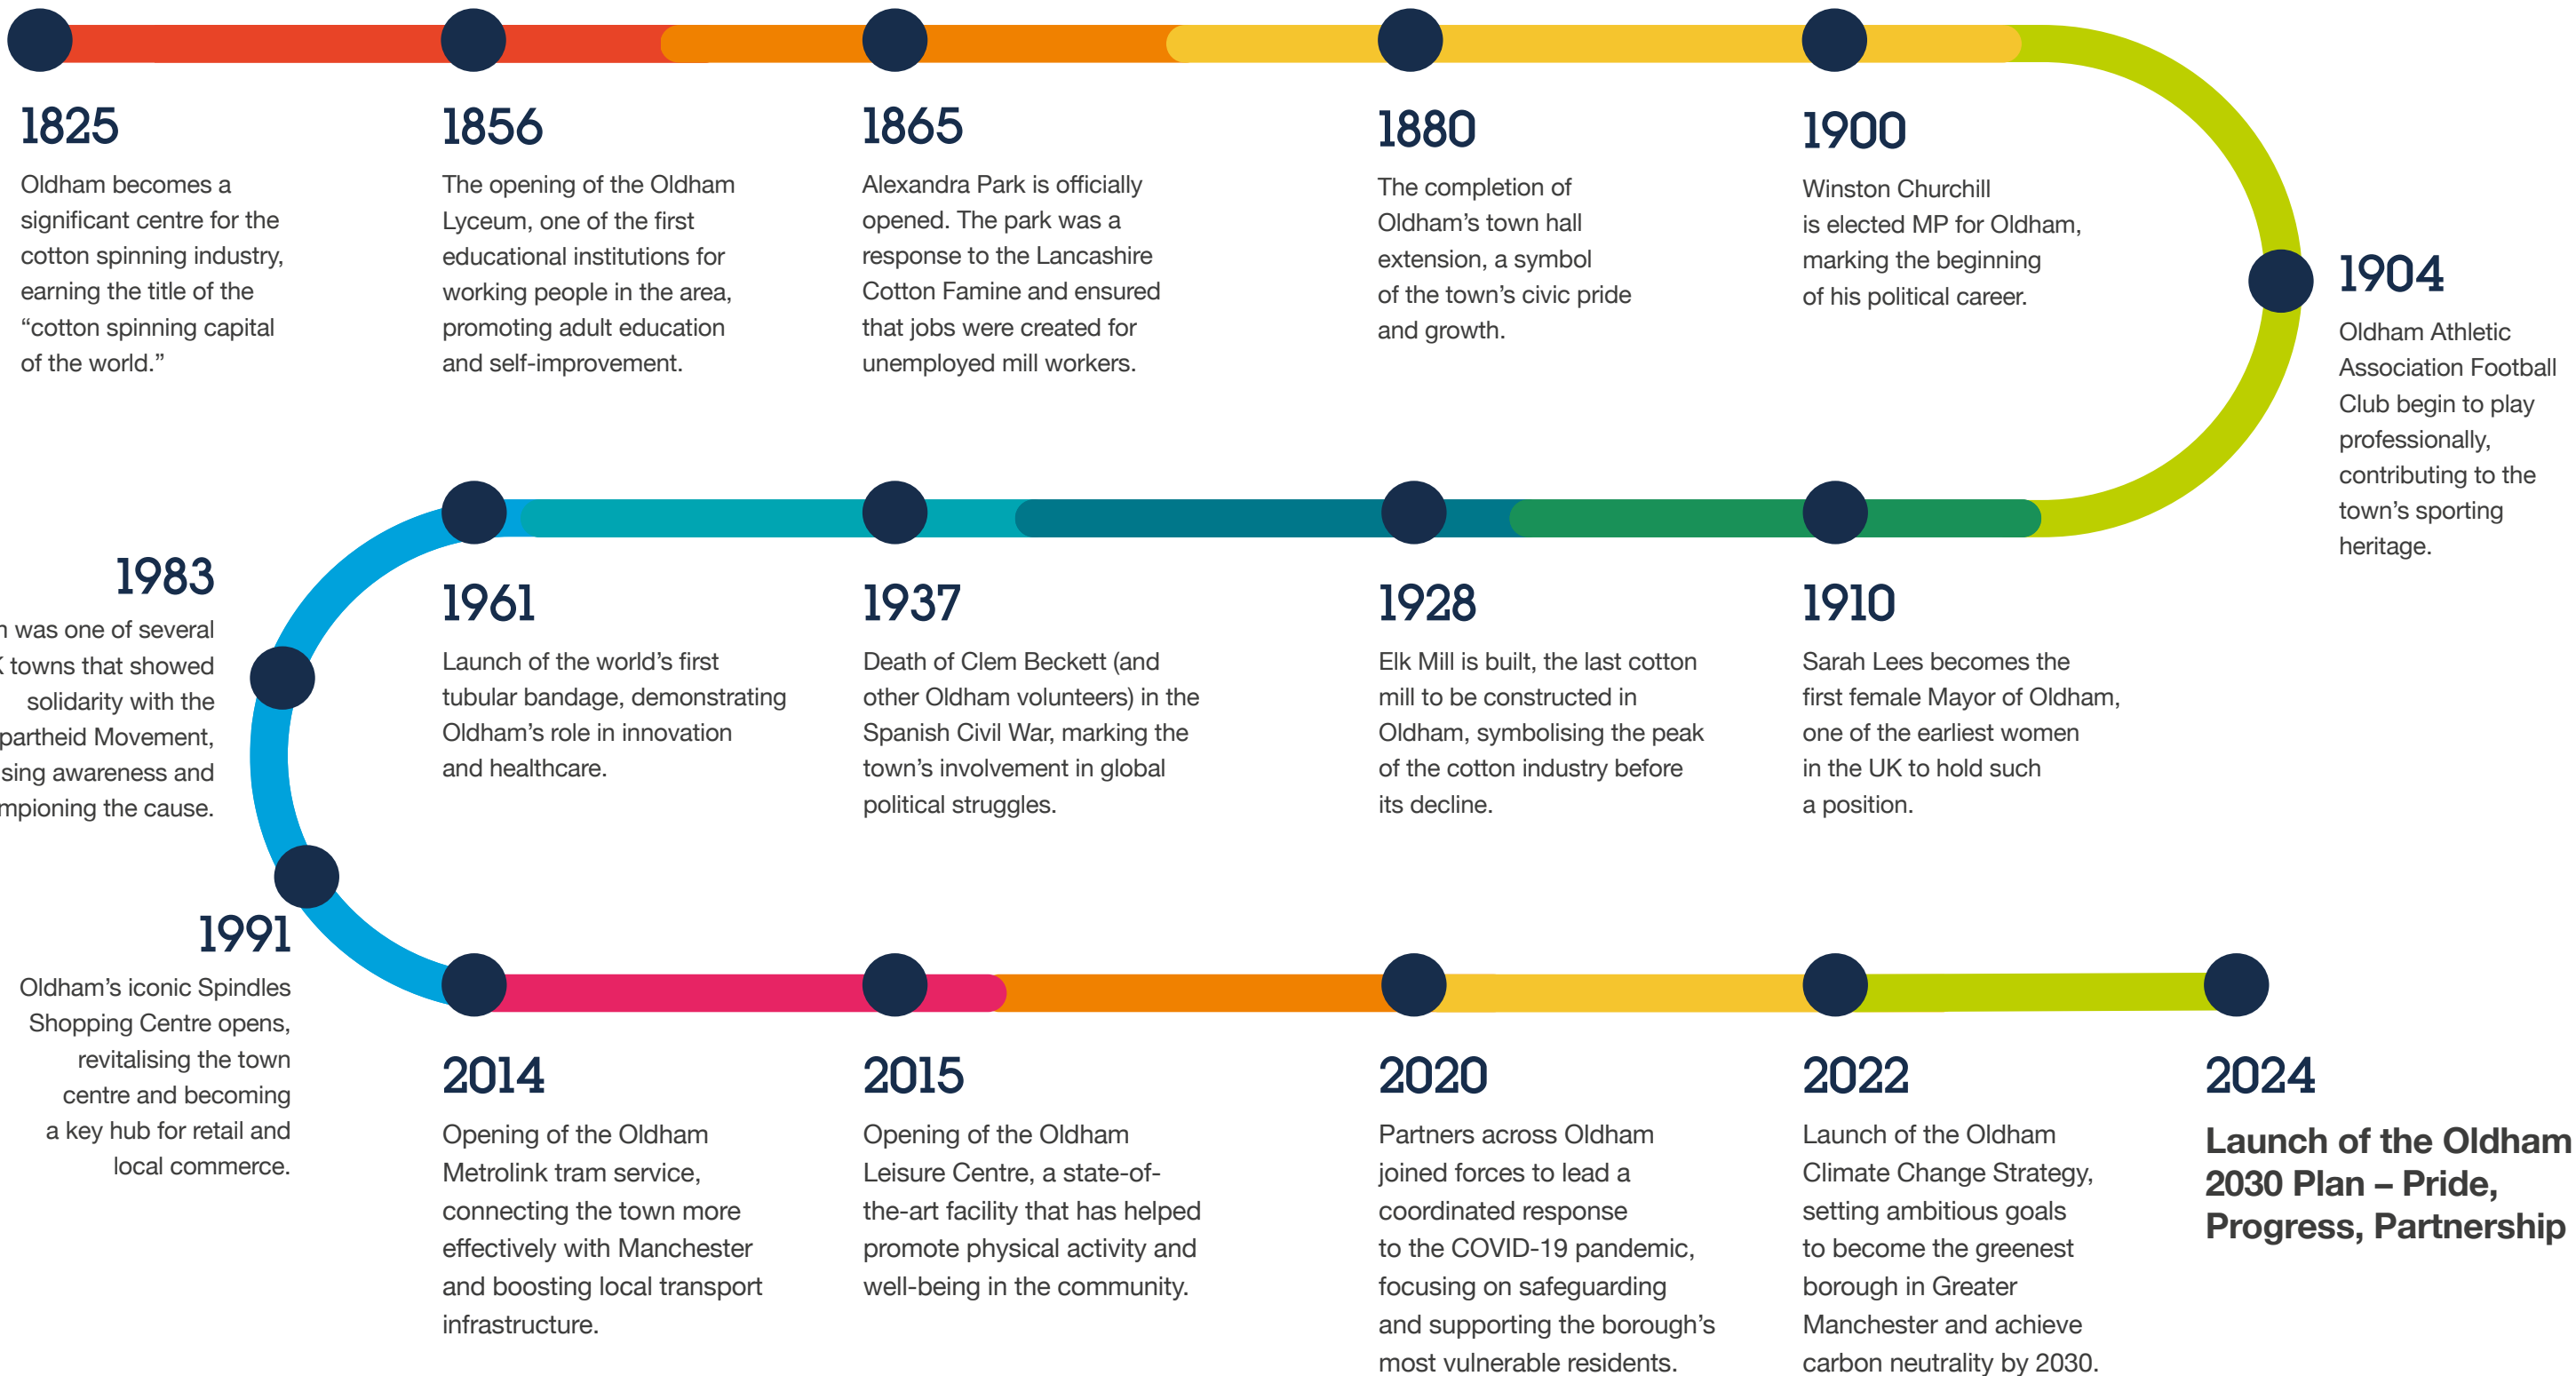 1825
Oldham becomes a
significant centre for the
cotton spinning industry,
earning the title of the
“cotton spinning capital
of the world.”
1856
The opening of the Oldham
Lyceum, one of the first
educational institutions for
working people in the area,
promoting adult education
and self-improvement.
1865
Alexandra Park is officially
opened. The park was a
response to the Lancashire
Cotton Famine and ensured
that jobs were created for
unemployed mill workers.
1880
The completion of
Oldham’s town hall
extension, a symbol
of the town’s civic pride
and growth.
1900
Winston Churchill
is elected MP for Oldham,
marking the beginning
of his political career.
1904
Oldham Athletic
Association Football
Club begin to play
professionally,
contributing to the
town’s sporting
heritage.
1910
Sarah Lees becomes the
first female Mayor of Oldham,
one of the earliest women
in the UK to hold such
a position.
1928
Elk Mill is built, the last cotton
mill to be constructed in
Oldham, symbolising the peak
of the cotton industry before
its decline.
1937
Death of Clem Beckett (and
other Oldham volunteers) in the
Spanish Civil War, marking the
town’s involvement in global
political struggles.
1961
Launch of the world’s first
tubular bandage, demonstrating
Oldham’s role in innovation
and healthcare.
1983
was one of several
towns that showed
solidarity with the
Movement,
awareness and
the cause.
1991
Oldham’s iconic Spindles
Shopping Centre opens,
revitalising the town
centre and becoming
a key hub for retail and
local commerce.
2014
Opening of the Oldham
Metrolink tram service,
connecting the town more
effectively with Manchester
and boosting local transport
infrastructure.
2015
Opening of the Oldham
Leisure Centre, a state-of-
the-art facility that has helped
promote physical activity and
well-being in the community.
2020
Partners across Oldham
joined forces to lead a
coordinated response
to the COVID-19 pandemic,
focusing on safeguarding
and supporting the borough’s
most vulnerable residents.
2022
Launch of the Oldham
Climate Change Strategy,
setting ambitious goals
to become the greenest
borough in Greater
Manchester and achieve
carbon neutrality by 2030.
2024
Launch of the Oldham
2030 Plan – Pride,
Progress, Partnership